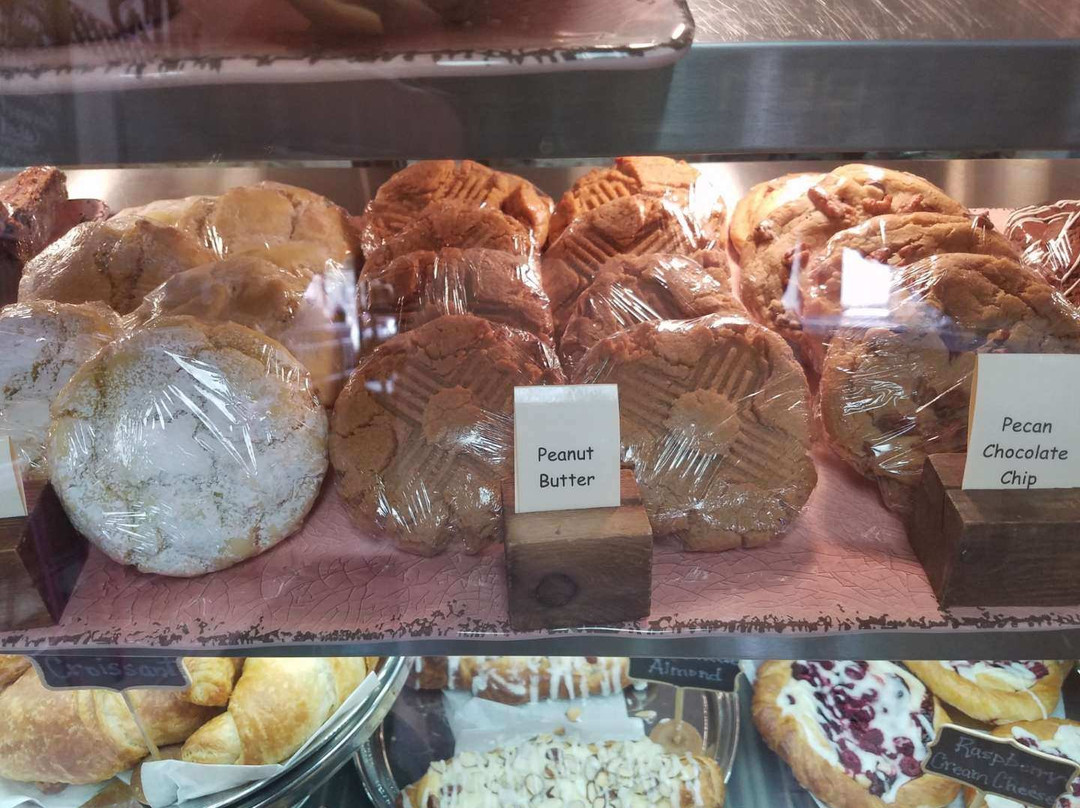 Peanut
Butter
Pecan
Chocolate
Chip
Croissant
Almond
Raspberry
Cream Cheese